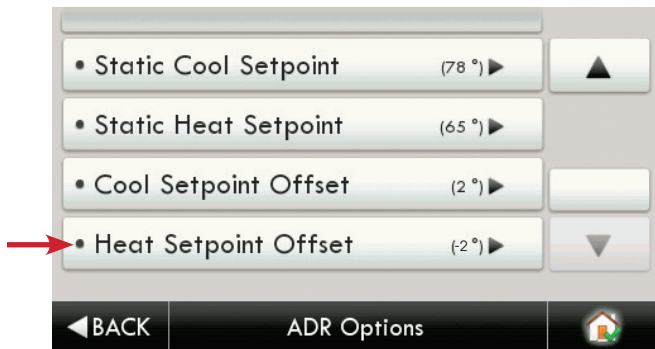 • Static Cool Setpoint (78 °) ▶
• Static Heat Setpoint (65 °) ▶
• Cool Setpoint Offset (2 °) ▶
• Heat Setpoint Offset (-2 °) ▶
◀ BACK ADR Options